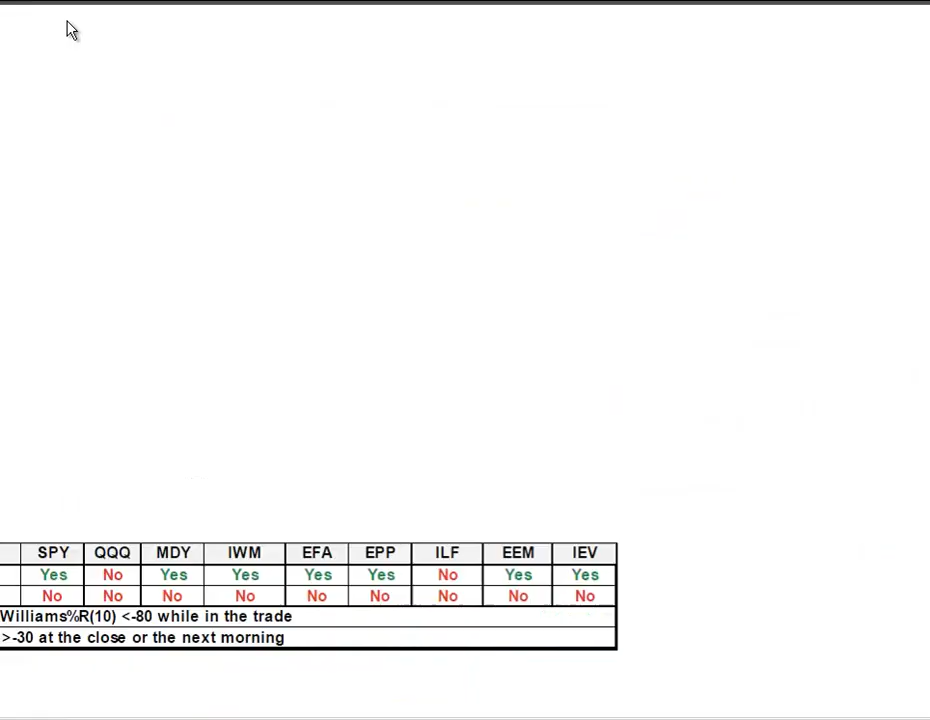 SPY QQQ MDY IWM EFA EPP ILF EEM IEV
Yes No Yes Yes Yes Yes No Yes Yes
No No No No No No No No No
Williams%R(10) <-80 while in the trade
>-30 at the close or the next morning